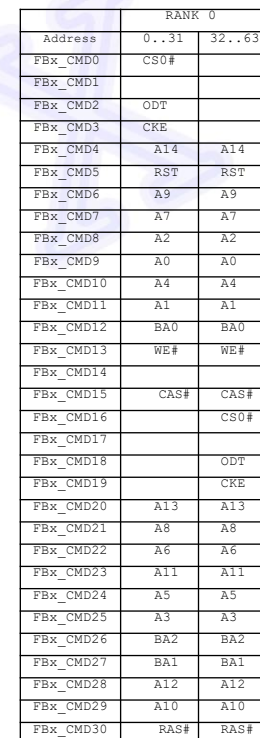 RANK 0
Address 0..31 32..63
FBx_CMD0 CS0#
FBx_CMD1
FBx_CMD2 ODT
FBx_CMD3 CKE
FBx_CMD4 A14 A14
FBx_CMD5 RST RST
FBx_CMD6 A9 A9
FBx_CMD7 A7 A7
FBx_CMD8 A2 A2
FBx_CMD9 A0 A0
FBx_CMD10 A4 A4
FBx_CMD11 A1 A1
FBx_CMD12 BA0 BA0
FBx_CMD13 WE# WE#
FBx_CMD14
FBx_CMD15 CAS# CAS#
FBx_CMD16 CS0#
FBx_CMD17
FBx_CMD18 ODT
FBx_CMD19 CKE
FBx_CMD20 A13 A13
FBx_CMD21 A8 A8
FBx_CMD22 A6 A6
FBx_CMD23 A11 A11
FBx_CMD24 A5 A5
FBx_CMD25 A3 A3
FBx_CMD26 BA2 BA2
FBx_CMD27 BA1 BA1
FBx_CMD28 A12 A12
FBx_CMD29 A10 A10
FBx_CMD30 RAS# RAS#